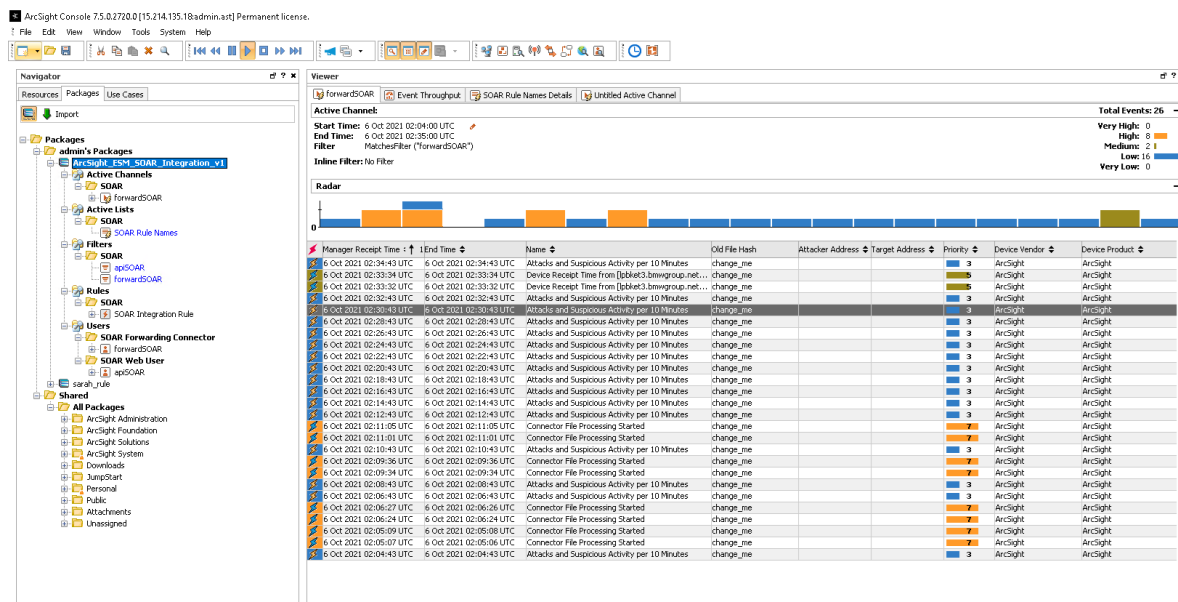 ArcSight Console 7.5.0.2720.0 [15.214.135.18:admin.ast] Permanent license.
File Edit View Window Tools System Help
Navigator
Resources Packages Use Cases
Import
Packages
admin's Packages
ArcSight_ESM_SOAR_Integration_v1
Active Channels
SOAR
forwardSOAR
Active Lists
SOAR
SOAR Rule Names
Filters
SOAR
apiSOAR
forwardSOAR
Rules
SOAR
SOAR Integration Rule
Users
SOAR Forwarding Connector
forwardSOAR
SOAR Web User
apiSOAR
sarah_rule
Shared
All Packages
ArcSight Administration
ArcSight Foundation
ArcSight Solutions
ArcSight System
Downloads
JumpStart
Personal
Public
Attachments
Unassigned
Viewer
forwardSOAR Event Throughput SOAR Rule Names Details Untitled Active Channel
Active Channel: Total Events: 26
Start Time: 6 Oct 2021 02:04:00 UTC
End Time: 6 Oct 2021 02:35:00 UTC
Filter MatchesFilter ("forwardSOAR")
Inline Filter: No Filter
Very High: 0
High: 8
Medium: 2
Low: 16
Very Low: 0
Radar
0
Manager Receipt Time 1 End Time Name Old File Hash Attacker Address Target Address Priority Device Vendor Device Product
6 Oct 2021 02:34:43 UTC 6 Oct 2021 02:34:43 UTC Attacks and Suspicious Activity per 10 Minutes change_me 3 ArcSight ArcSight
6 Oct 2021 02:33:34 UTC 6 Oct 2021 02:33:34 UTC Device Receipt Time from [lpbket3.bmwgroup.net... change_me 5 ArcSight ArcSight
6 Oct 2021 02:33:32 UTC 6 Oct 2021 02:33:32 UTC Device Receipt Time from [lpbket3.bmwgroup.net... change_me 5 ArcSight ArcSight
6 Oct 2021 02:32:43 UTC 6 Oct 2021 02:32:43 UTC Attacks and Suspicious Activity per 10 Minutes change_me 3 ArcSight ArcSight
6 Oct 2021 02:30:43 UTC 6 Oct 2021 02:30:43 UTC Attacks and Suspicious Activity per 10 Minutes change_me 3 ArcSight ArcSight
6 Oct 2021 02:28:43 UTC 6 Oct 2021 02:28:43 UTC Attacks and Suspicious Activity per 10 Minutes change_me 3 ArcSight ArcSight
6 Oct 2021 02:26:43 UTC 6 Oct 2021 02:26:43 UTC Attacks and Suspicious Activity per 10 Minutes change_me 3 ArcSight ArcSight
6 Oct 2021 02:24:43 UTC 6 Oct 2021 02:24:43 UTC Attacks and Suspicious Activity per 10 Minutes change_me 3 ArcSight ArcSight
6 Oct 2021 02:22:43 UTC 6 Oct 2021 02:22:43 UTC Attacks and Suspicious Activity per 10 Minutes change_me 3 ArcSight ArcSight
6 Oct 2021 02:20:43 UTC 6 Oct 2021 02:20:43 UTC Attacks and Suspicious Activity per 10 Minutes change_me 3 ArcSight ArcSight
6 Oct 2021 02:18:43 UTC 6 Oct 2021 02:18:43 UTC Attacks and Suspicious Activity per 10 Minutes change_me 3 ArcSight ArcSight
6 Oct 2021 02:16:43 UTC 6 Oct 2021 02:16:43 UTC Attacks and Suspicious Activity per 10 Minutes change_me 3 ArcSight ArcSight
6 Oct 2021 02:14:43 UTC 6 Oct 2021 02:14:43 UTC Attacks and Suspicious Activity per 10 Minutes change_me 3 ArcSight ArcSight
6 Oct 2021 02:12:43 UTC 6 Oct 2021 02:12:43 UTC Attacks and Suspicious Activity per 10 Minutes change_me 3 ArcSight ArcSight
6 Oct 2021 02:11:05 UTC 6 Oct 2021 02:11:05 UTC Connector File Processing Started change_me 7 ArcSight ArcSight
6 Oct 2021 02:11:01 UTC 6 Oct 2021 02:11:01 UTC Connector File Processing Started change_me 7 ArcSight ArcSight
6 Oct 2021 02:10:43 UTC 6 Oct 2021 02:10:43 UTC Attacks and Suspicious Activity per 10 Minutes change_me 3 ArcSight ArcSight
6 Oct 2021 02:09:36 UTC 6 Oct 2021 02:09:36 UTC Connector File Processing Started change_me 7 ArcSight ArcSight
6 Oct 2021 02:09:34 UTC 6 Oct 2021 02:09:34 UTC Connector File Processing Started change_me 7 ArcSight ArcSight
6 Oct 2021 02:08:43 UTC 6 Oct 2021 02:08:43 UTC Attacks and Suspicious Activity per 10 Minutes change_me 3 ArcSight ArcSight
6 Oct 2021 02:06:43 UTC 6 Oct 2021 02:06:43 UTC Attacks and Suspicious Activity per 10 Minutes change_me 3 ArcSight ArcSight
6 Oct 2021 02:06:27 UTC 6 Oct 2021 02:06:26 UTC Connector File Processing Started change_me 7 ArcSight ArcSight
6 Oct 2021 02:06:24 UTC 6 Oct 2021 02:06:24 UTC Connector File Processing Started change_me 7 ArcSight ArcSight
6 Oct 2021 02:05:09 UTC 6 Oct 2021 02:05:08 UTC Connector File Processing Started change_me 7 ArcSight ArcSight
6 Oct 2021 02:05:07 UTC 6 Oct 2021 02:05:06 UTC Connector File Processing Started change_me 7 ArcSight ArcSight
6 Oct 2021 02:04:43 UTC 6 Oct 2021 02:04:43 UTC Attacks and Suspicious Activity per 10 Minutes change_me 3 ArcSight ArcSight